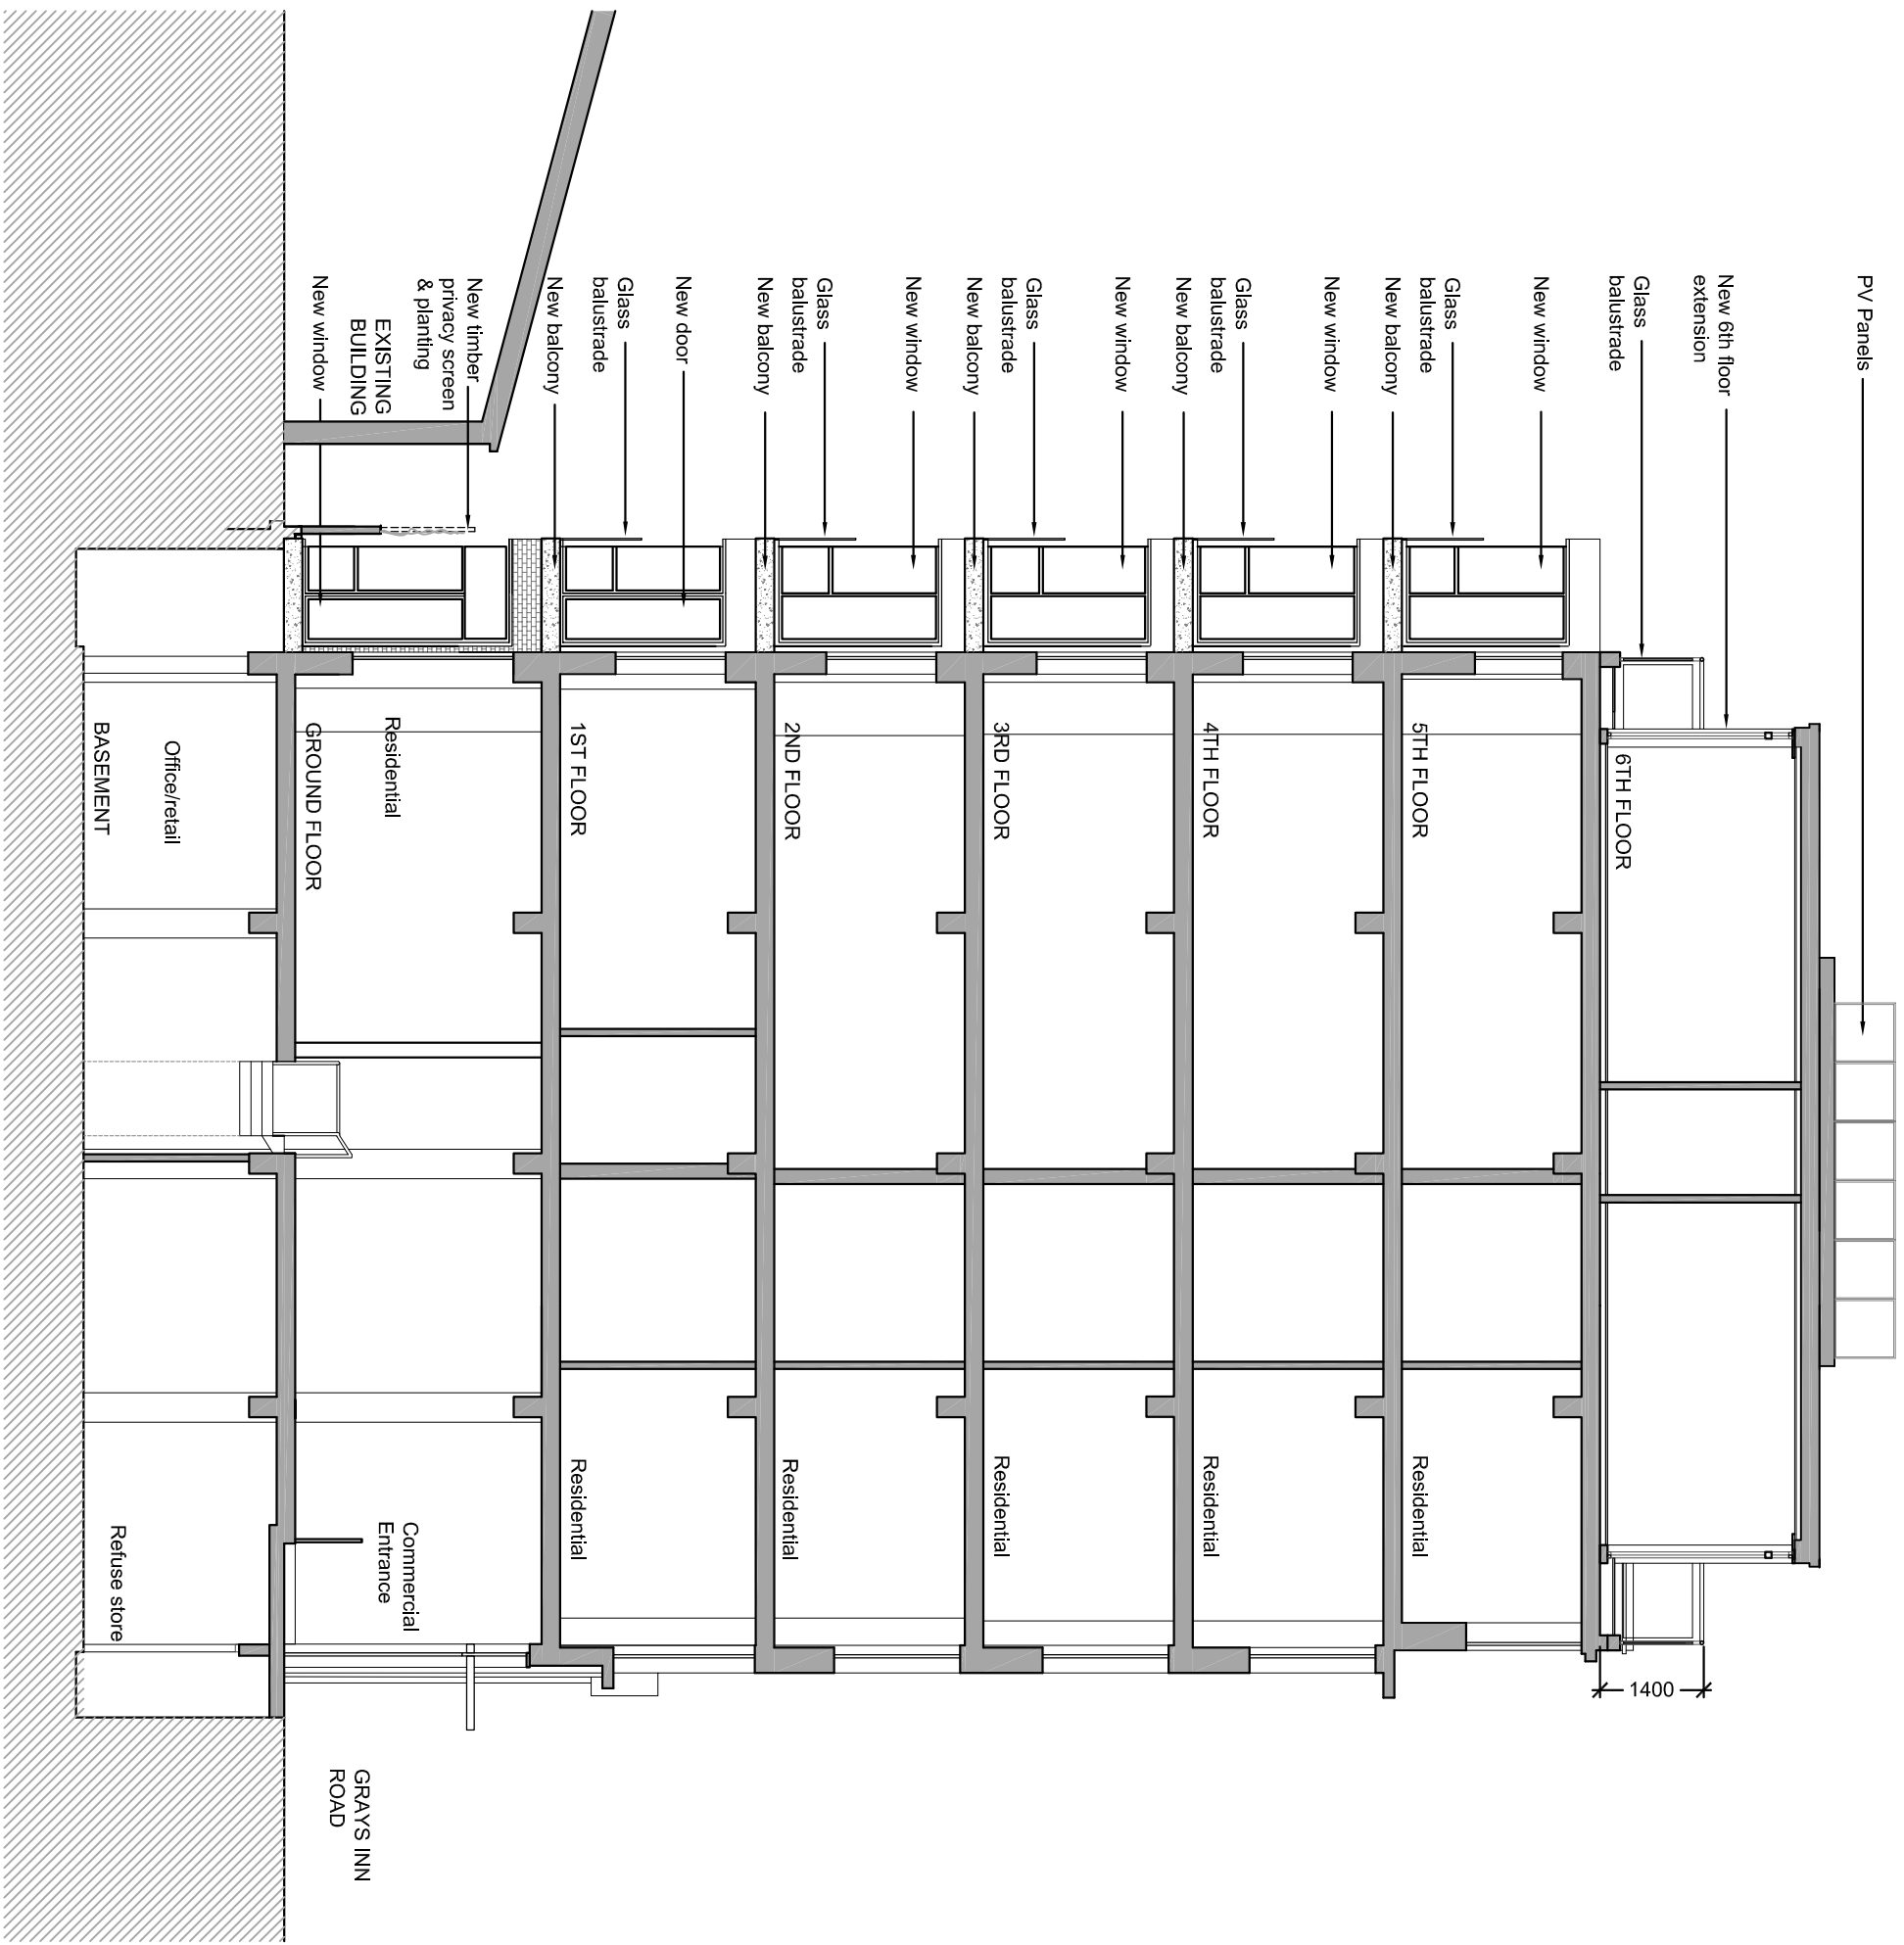 PV Panels
New 6th floor
extension
Glass
balustrade
New window
Glass
balustrade
New balcony
New window
Glass
balustrade
New balcony
New window
Glass
balustrade
New balcony
New window
Glass
balustrade
New balcony
New door
Glass
balustrade
New balcony
New timber
privacy screen
& planting
EXISTING
BUILDING
New window
6TH FLOOR
1400
5TH FLOOR
Residential
4TH FLOOR
Residential
3RD FLOOR
Residential
2ND FLOOR
Residential
1ST FLOOR
Residential
Residential
GROUND FLOOR
Commercial
Entrance
GRAYS INN
ROAD
Office/retail
BASEMENT
Refuse store